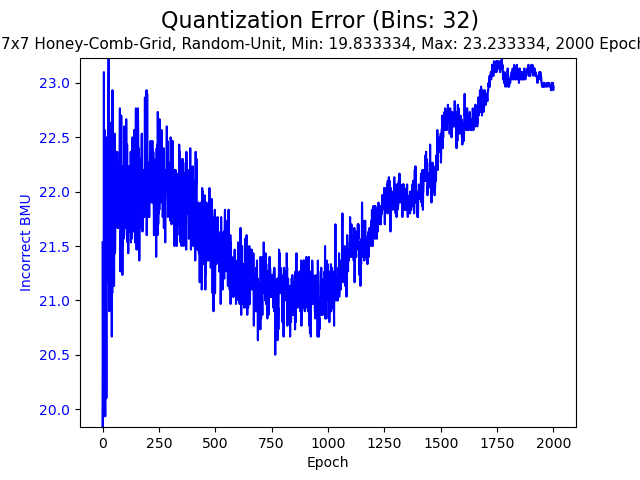 Quantization Error (Bins: 32)
7x7 Honey-Comb-Grid, Random-Unit, Min: 19.833334, Max: 23.233334, 2000 Epoch
23.0
22.5
22.0
21.5
21.0
20.5
20.0
Incorrect BMU
0 250 500 750 1000 1250 1500 1750 2000
Epoch